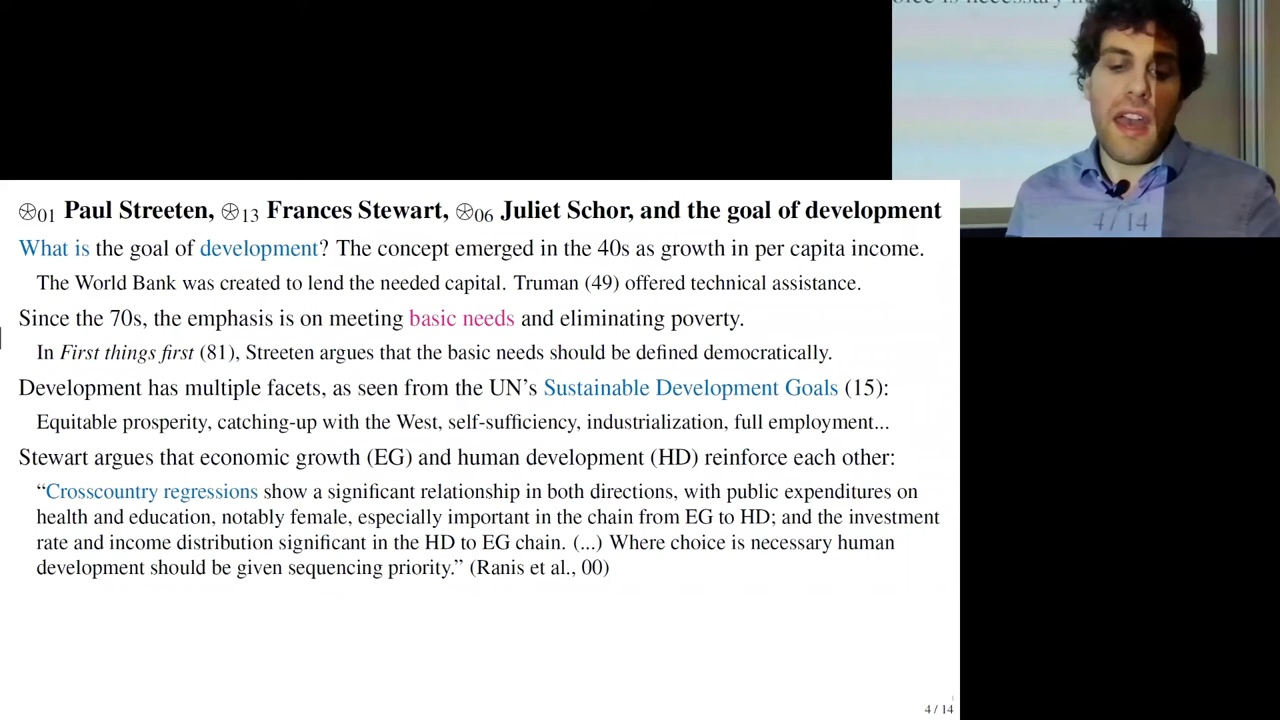 oice is necessary hu
4 / 14
⊛01 Paul Streeten, ⊛13 Frances Stewart, ⊛06 Juliet Schor, and the goal of development
What is the goal of development? The concept emerged in the 40s as growth in per capita income.
The World Bank was created to lend the needed capital. Truman (49) offered technical assistance.
Since the 70s, the emphasis is on meeting basic needs and eliminating poverty.
In First things first (81), Streeten argues that the basic needs should be defined democratically.
Development has multiple facets, as seen from the UN’s Sustainable Development Goals (15):
Equitable prosperity, catching-up with the West, self-sufficiency, industrialization, full employment...
Stewart argues that economic growth (EG) and human development (HD) reinforce each other:
“Crosscountry regressions show a significant relationship in both directions, with public expenditures on
health and education, notably female, especially important in the chain from EG to HD; and the investment
rate and income distribution significant in the HD to EG chain. (...) Where choice is necessary human
development should be given sequencing priority.” (Ranis et al., 00)
4 / 14